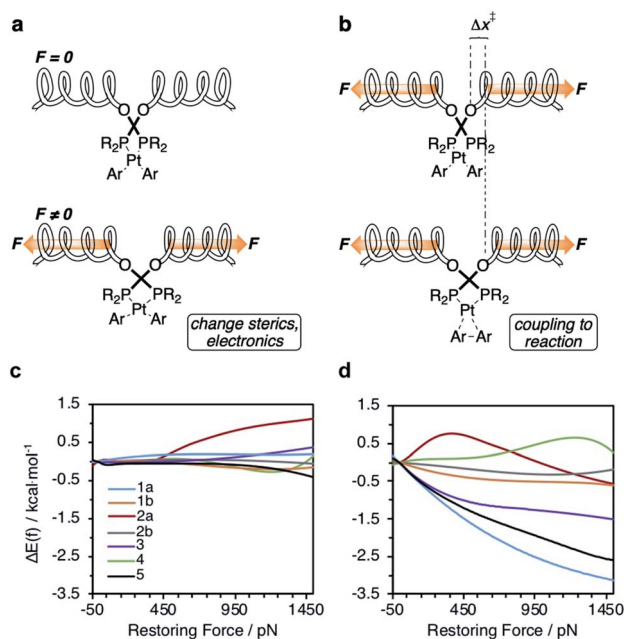 a
F = 0
O O
R₂P PR₂
Pt
Ar Ar
F ≠ 0
F F
O O
R₂P PR₂
Pt
Ar Ar
change sterics,
electronics
b
Δx‡
F F
O O
R₂P PR₂
Pt
Ar Ar
F F
O O
R₂P PR₂
Pt
Ar-Ar
coupling to
reaction
c
ΔE(f) / kcal·mol⁻¹
1.5
0.5
-0.5
-1.5
-2.5
-3.5
1a
1b
2a
2b
3
4
5
-50 450 950 1450
Restoring Force / pN
d
1.5
0.5
-0.5
-1.5
-2.5
-3.5
-50 450 950 1450
Restoring Force / pN